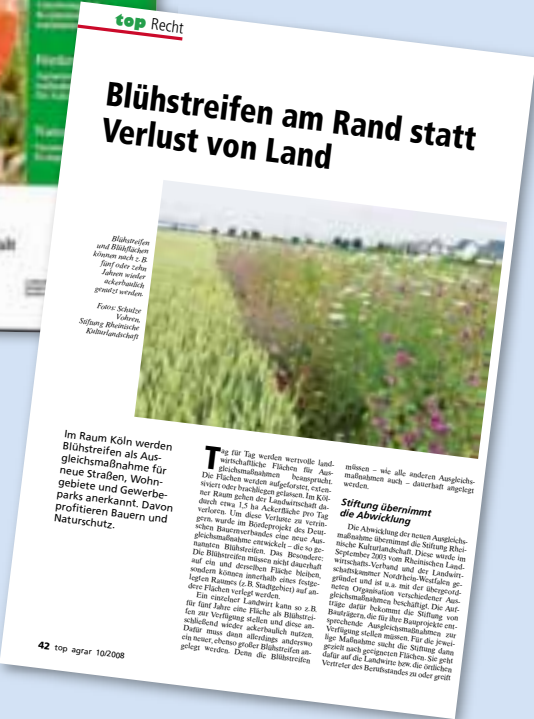 top Recht
Blühstreifen am Rand statt
Verlust von Land
Blühstreifen
und Blühflächen
können nach z. B.
fünf oder zehn
Jahren wieder
ackerbaulich
genutzt werden.
Fotos: Schulze
Vohren,
Stiftung Rheinische
Kulturlandschaft
Im Raum Köln werden
Blühstreifen als Aus-
gleichsmaßnahme für
neue Straßen, Wohn-
gebiete und Gewerbe-
parks anerkannt. Davon
profitieren Bauern und
Naturschutz.
Tag für Tag werden wertvolle land-
wirtschaftliche Flächen für Aus-
gleichsmaßnahmen beansprucht.
Die Flächen werden aufgeforstet, exten-
siviert oder brachliegen gelassen. Im Köl-
ner Raum gehen der Landwirtschaft da-
durch etwa 1,5 ha Ackerfläche pro Tag
verloren. Um diese Verluste zu verrin-
gern, wurde im Bördeprojekt des Deut-
schen Bauernverbandes eine neue Aus-
gleichsmaßnahme entwickelt – die so ge-
nannten Blühstreifen. Das Besondere:
Die Blühstreifen müssen nicht dauerhaft
auf ein und derselben Fläche bleiben,
sondern können innerhalb eines festge-
legten Raumes (z. B. Stadtgebiet) auf an-
dere Flächen verlegt werden.
Ein einzelner Landwirt kann so z. B.
für fünf Jahre eine Fläche als Blühstrei-
fen zur Verfügung stellen und diese an-
schließend wieder ackerbaulich nutzen.
Dafür muss dann allerdings anderswo
ein neuer, ebenso großer Blühstreifen an-
gelegt werden. Denn die Blühstreifen
müssen – wie alle anderen Ausgleichs-
maßnahmen auch – dauerhaft angelegt
werden.
Stiftung übernimmt
die Abwicklung
Die Abwicklung der neuen Ausgleichs-
maßnahme übernimmt die Stiftung Rhei-
nische Kulturlandschaft. Diese wurde im
September 2003 vom Rheinischen Land-
wirtschafts-Verband und der Landwirt-
schaftskammer Nordrhein-Westfalen ge-
gründet und ist u. a. mit der übergeord-
neten Organisation verschiedener Aus-
gleichsmaßnahmen beschäftigt. Die Auf-
träge dafür bekommt die Stiftung von
Bauträgern, die für ihre Bauprojekte ent-
sprechende Ausgleichsmaßnahmen zur
Verfügung stellen müssen. Für die jewei-
lige Maßnahme sucht die Stiftung dann
gezielt nach geeigneten Flächen. Sie geht
dafür auf die Landwirte bzw. die örtlichen
Vertreter des Berufsstandes zu oder greift
42 top agrar 10/2008